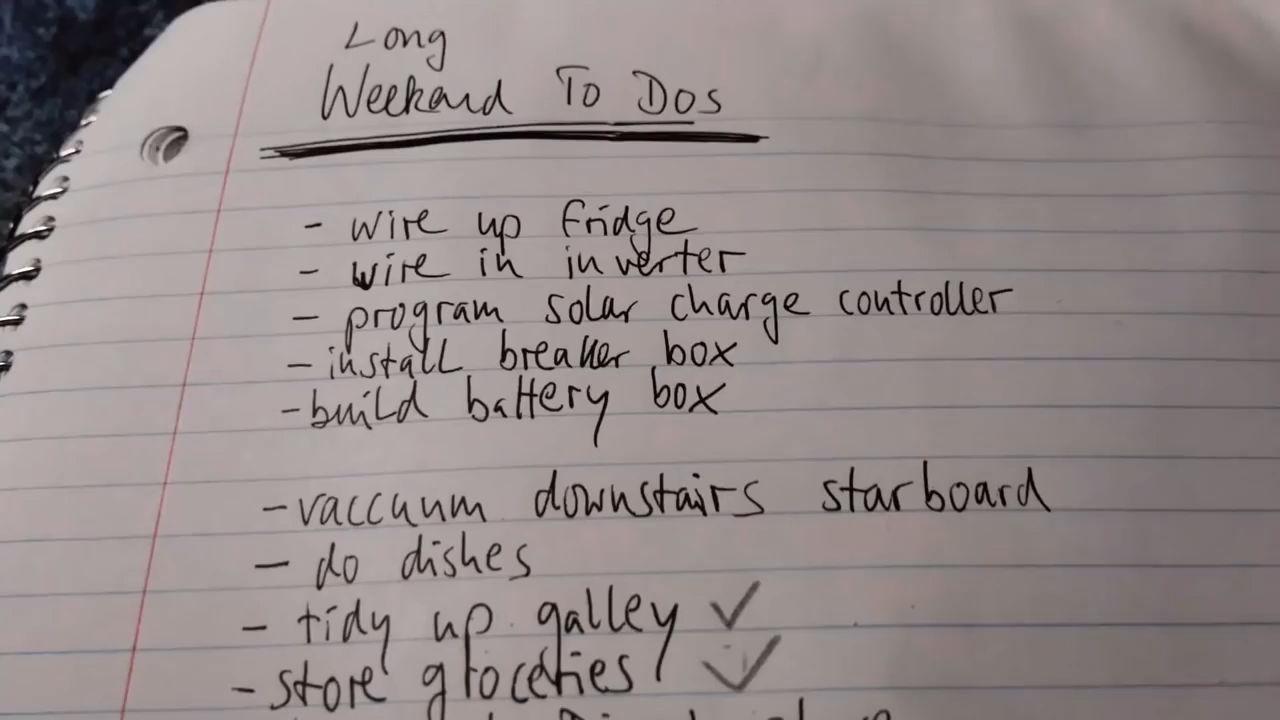 Long
Weekend To Dos
- wire up fridge
- wire in inverter
- program solar charge controller
- install breaker box
- build battery box
- vaccuum downstairs starboard
- do dishes
- tidy up galley ✓
- store groceries ✓